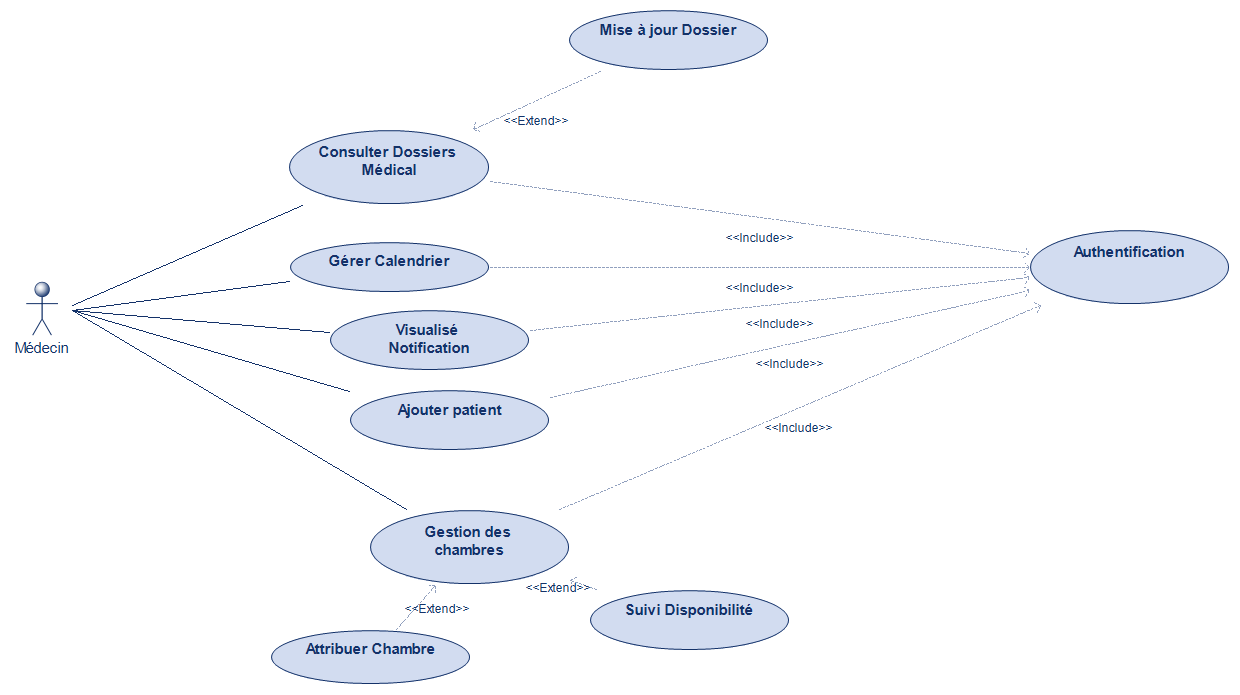 Mise à jour Dossier
<<Extend>>
Consulter Dossiers
Médical
<<Include>>
Authentification
Gérer Calendrier
<<Include>>
Visualisé
Notification
<<Include>>
Médecin
<<Include>>
Ajouter patient
<<Include>>
Gestion des
chambres
<<Extend>>
<<Extend>>
Suivi Disponibilité
Attribuer Chambre